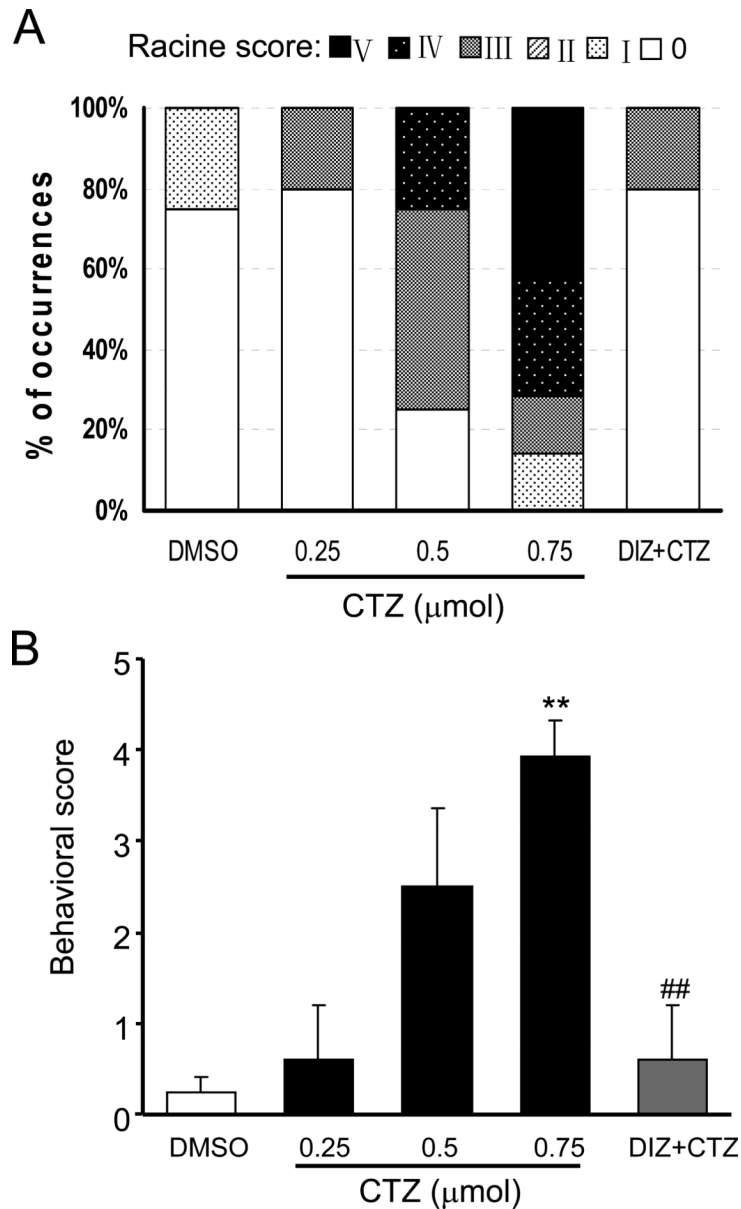 A
Racine score: V IV III II I 0
100%
80%
60%
40%
20%
0%
% of occurrences
DMSO 0.25 0.5 0.75 DIZ+CTZ
CTZ (μmol)
B
5
4
3
2
1
0
Behavioral score
**
##
DMSO 0.25 0.5 0.75 DIZ+CTZ
CTZ (μmol)